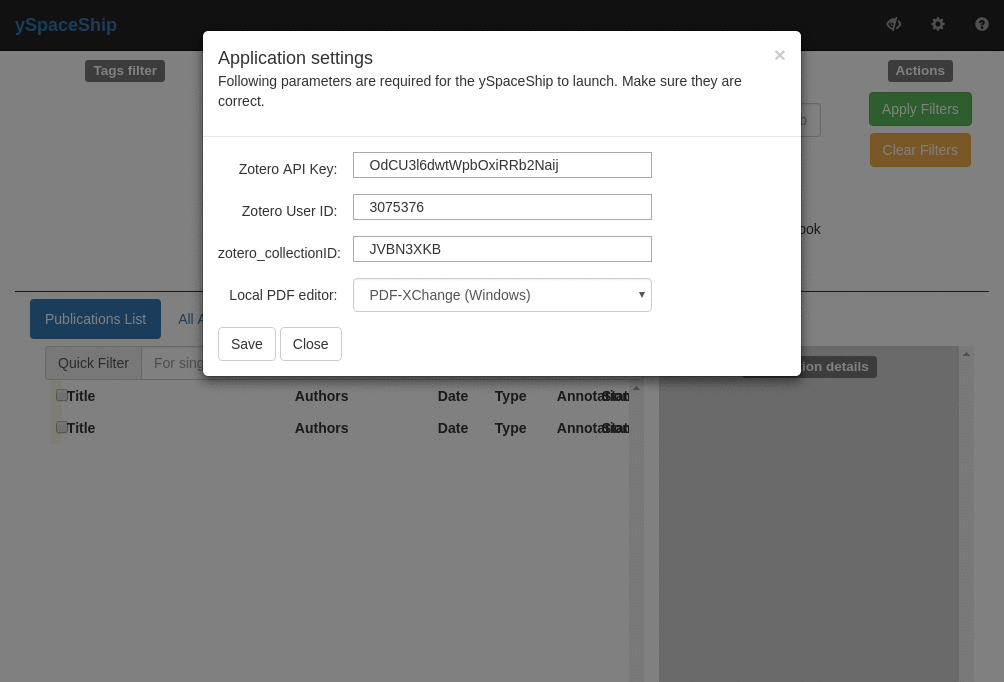 ySpaceShip
Tags filter
Actions
Apply Filters
Clear Filters
Application settings
×
Following parameters are required for the ySpaceShip to launch. Make sure they are
correct.
Zotero API Key: OdCU3l6dwtWpbOxiRRb2Naij
Zotero User ID: 3075376
zotero_collectionID: JVBN3XKB
Local PDF editor: PDF-XChange (Windows)
Save Close
Publications List All A
Quick Filter For sing
ion details
Title Authors Date Type
Title Authors Date Type